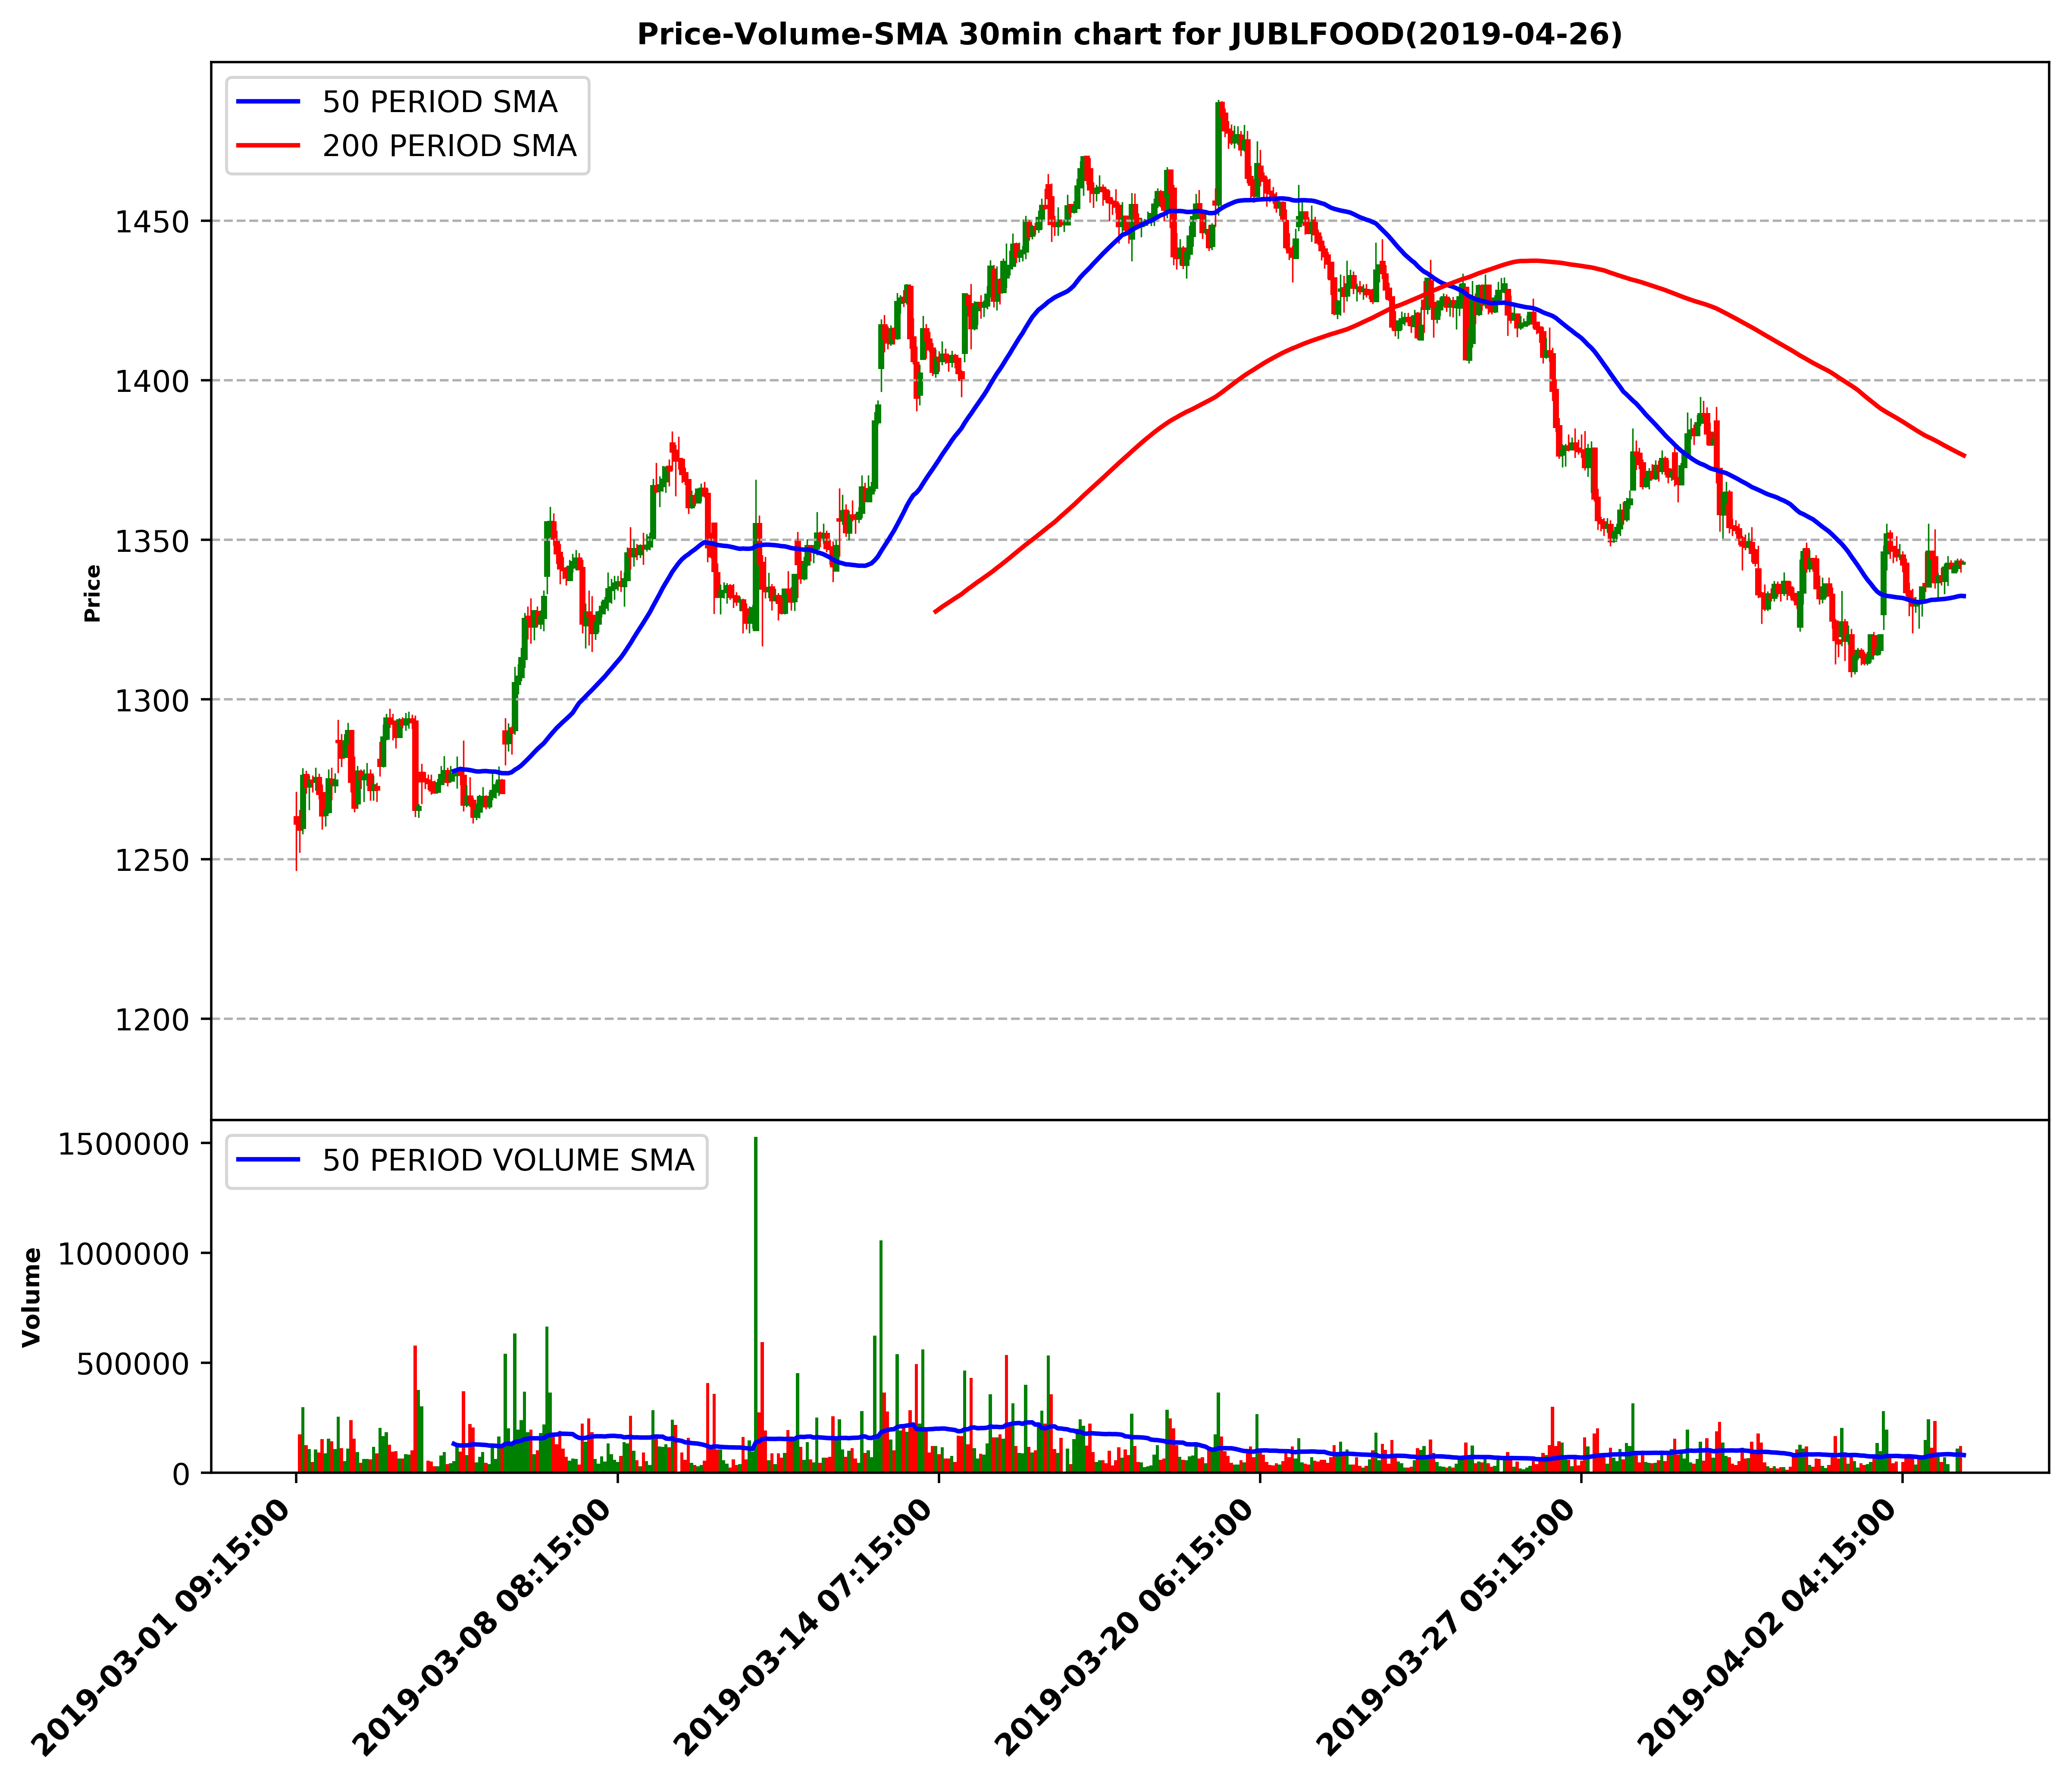 Price-Volume-SMA 30min chart for JUBLFOOD(2019-04-26)
50 PERIOD SMA
200 PERIOD SMA
1450
1400
1350
1300
1250
1200
Price
50 PERIOD VOLUME SMA
1500000
1000000
500000
0
Volume
2019-03-01 09:15:00
2019-03-08 08:15:00
2019-03-14 07:15:00
2019-03-20 06:15:00
2019-03-27 05:15:00
2019-04-02 04:15:00